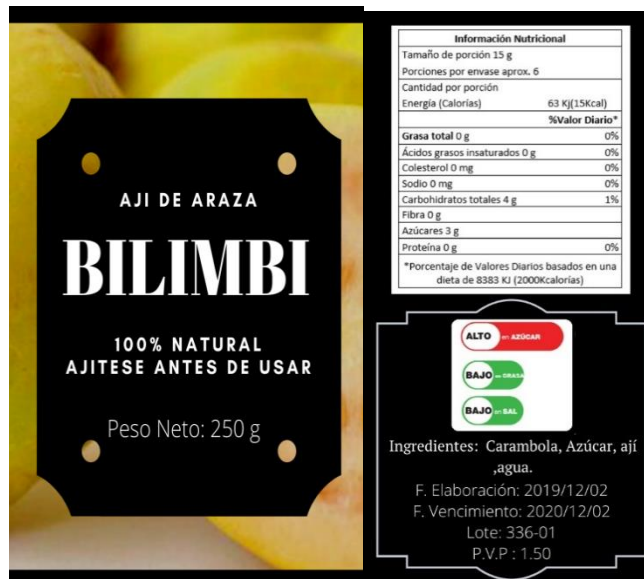 AJI DE ARAZA
BILIMBI
100% NATURAL
AJITESE ANTES DE USAR
Peso Neto: 250 g
Información Nutricional
Tamaño de porción 15 g
Porciones por envase aprox. 6
Cantidad por porción
Energía (Calorías) 63 Kj(15Kcal)
%Valor Diario*
Grasa total 0 g 0%
Ácidos grasos insaturados 0 g 0%
Colesterol 0 mg 0%
Sodio 0 mg 0%
Carbohidratos totales 4 g 1%
Fibra 0 g
Azúcares 3 g
Proteína 0 g 0%
*Porcentaje de Valores Diarios basados en una
dieta de 8383 KJ (2000Kcalorías)
ALTO en AZÚCAR
BAJO en GRASA
BAJO en SAL
Ingredientes: Carambola, Azúcar, ají
,agua.
F. Elaboración: 2019/12/02
F. Vencimiento: 2020/12/02
Lote: 336-01
P.V.P : 1.50